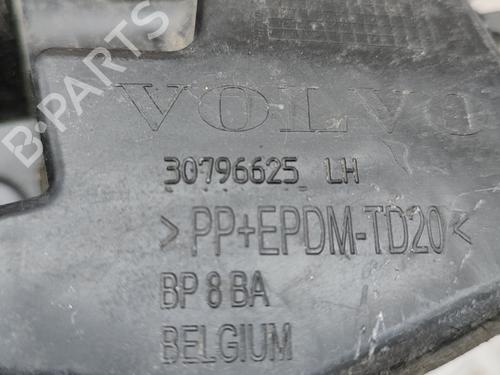 VOLVO
30796625 LH
>PP+EPDM-TD20<
BP 8 BA
BELGIUM
B-PARTS